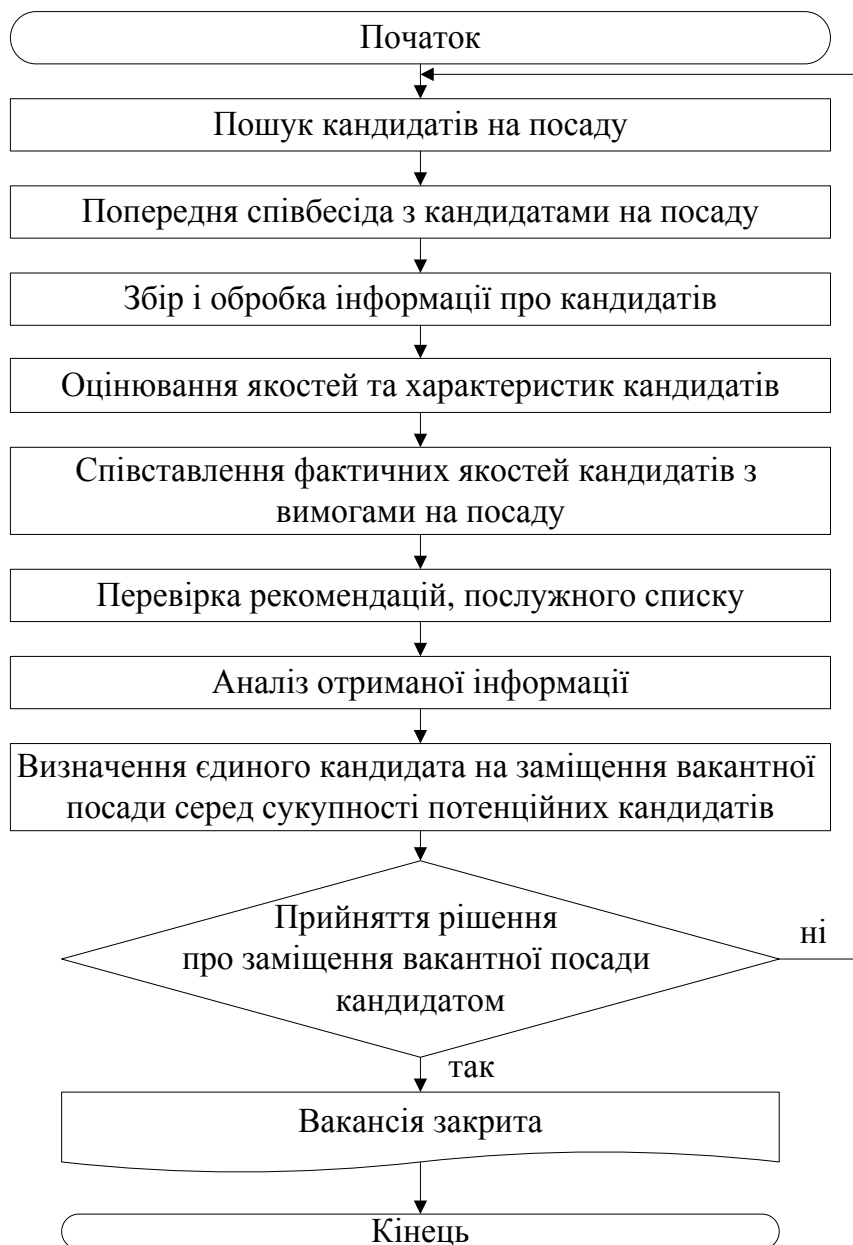 Початок
Пошук кандидатів на посаду
Попередня співбесіда з кандидатами на посаду
Збір і обробка інформації про кандидатів
Оцінювання якостей та характеристик кандидатів
Співставлення фактичних якостей кандидатів з
вимогами на посаду
Перевірка рекомендацій, послужного списку
Аналіз отриманої інформації
Визначення єдиного кандидата на заміщення вакантної
посади серед сукупності потенційних кандидатів
Прийняття рішення
про заміщення вакантної посади
кандидатом
ні
так
Вакансія закрита
Кінець